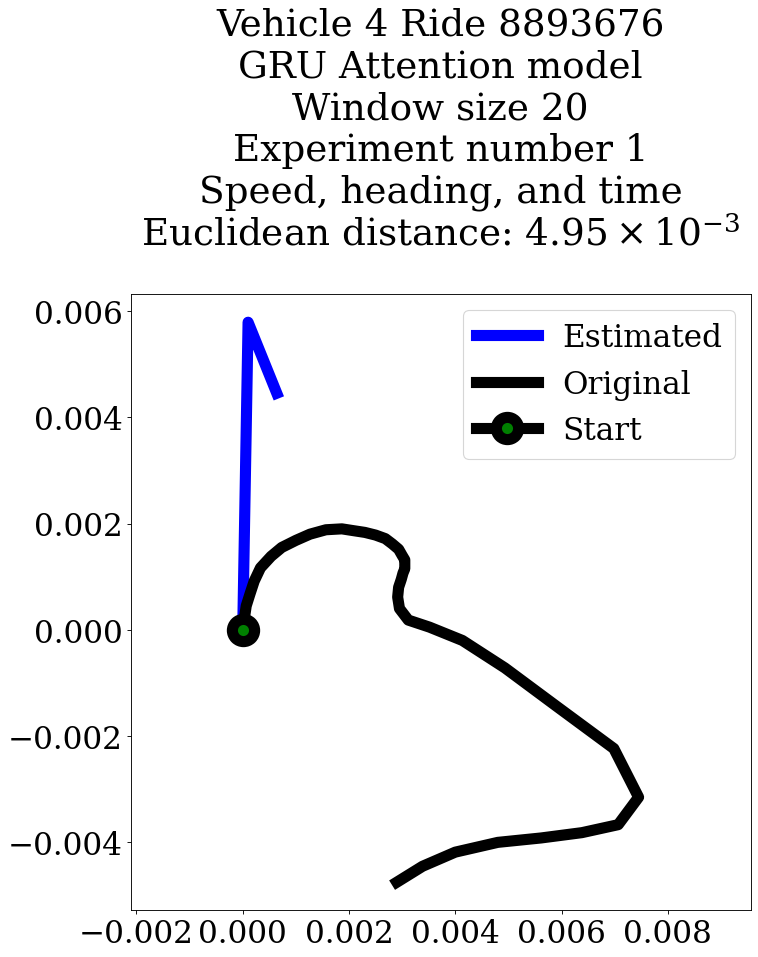 Vehicle 4 Ride 8893676
GRU Attention model
Window size 20
Experiment number 1
Speed, heading, and time
Euclidean distance: 4.95 × 10⁻³
Estimated
Original
Start
0.006
0.004
0.002
0.000
−0.002
−0.004
−0.002 0.000 0.002 0.004 0.006 0.008